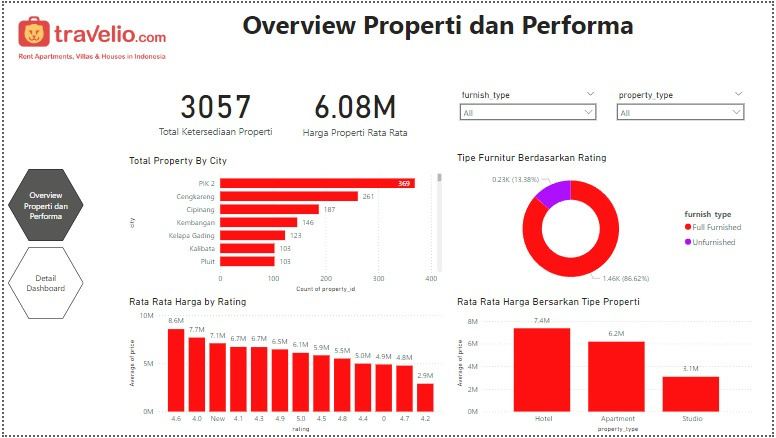 travelio.com
Rent Apartments, Villas & Houses in Indonesia
Overview Properti dan Performa
3057
Total Ketersediaan Properti
6.08M
Harga Properti Rata Rata
furnish_type
All
property_type
All
Overview
Properti dan
Performa
Detail
Dashboard
Total Property By City
city
PIK 2
369
Cengkareng
261
Cipinang
187
Kembangan
146
Kelapa Gading
123
Kalibata
103
Pluit
103
0 100 200 300 400
Count of property_id
Tipe Furnitur Berdasarkan Rating
0.23K (13.38%)
1.46K (86.62%)
furnish type
Full Furnished
Unfurnished
Rata Rata Harga by Rating
Average of price
10M
5M
0M
8.6M 7.7M 7.1M 6.7M 6.7M 6.5M 6.1M 5.9M 5.5M 5.0M 4.9M 4.8M 2.9M
4.6 4.0 New 4.1 4.3 4.9 5.0 4.5 4.8 4.4 0 4.7 4.2
rating
Rata Rata Harga Bersarkan Tipe Properti
Average of price
8M
6M
4M
2M
0M
7.4M 6.2M 3.1M
Hotel Apartment Studio
property_type